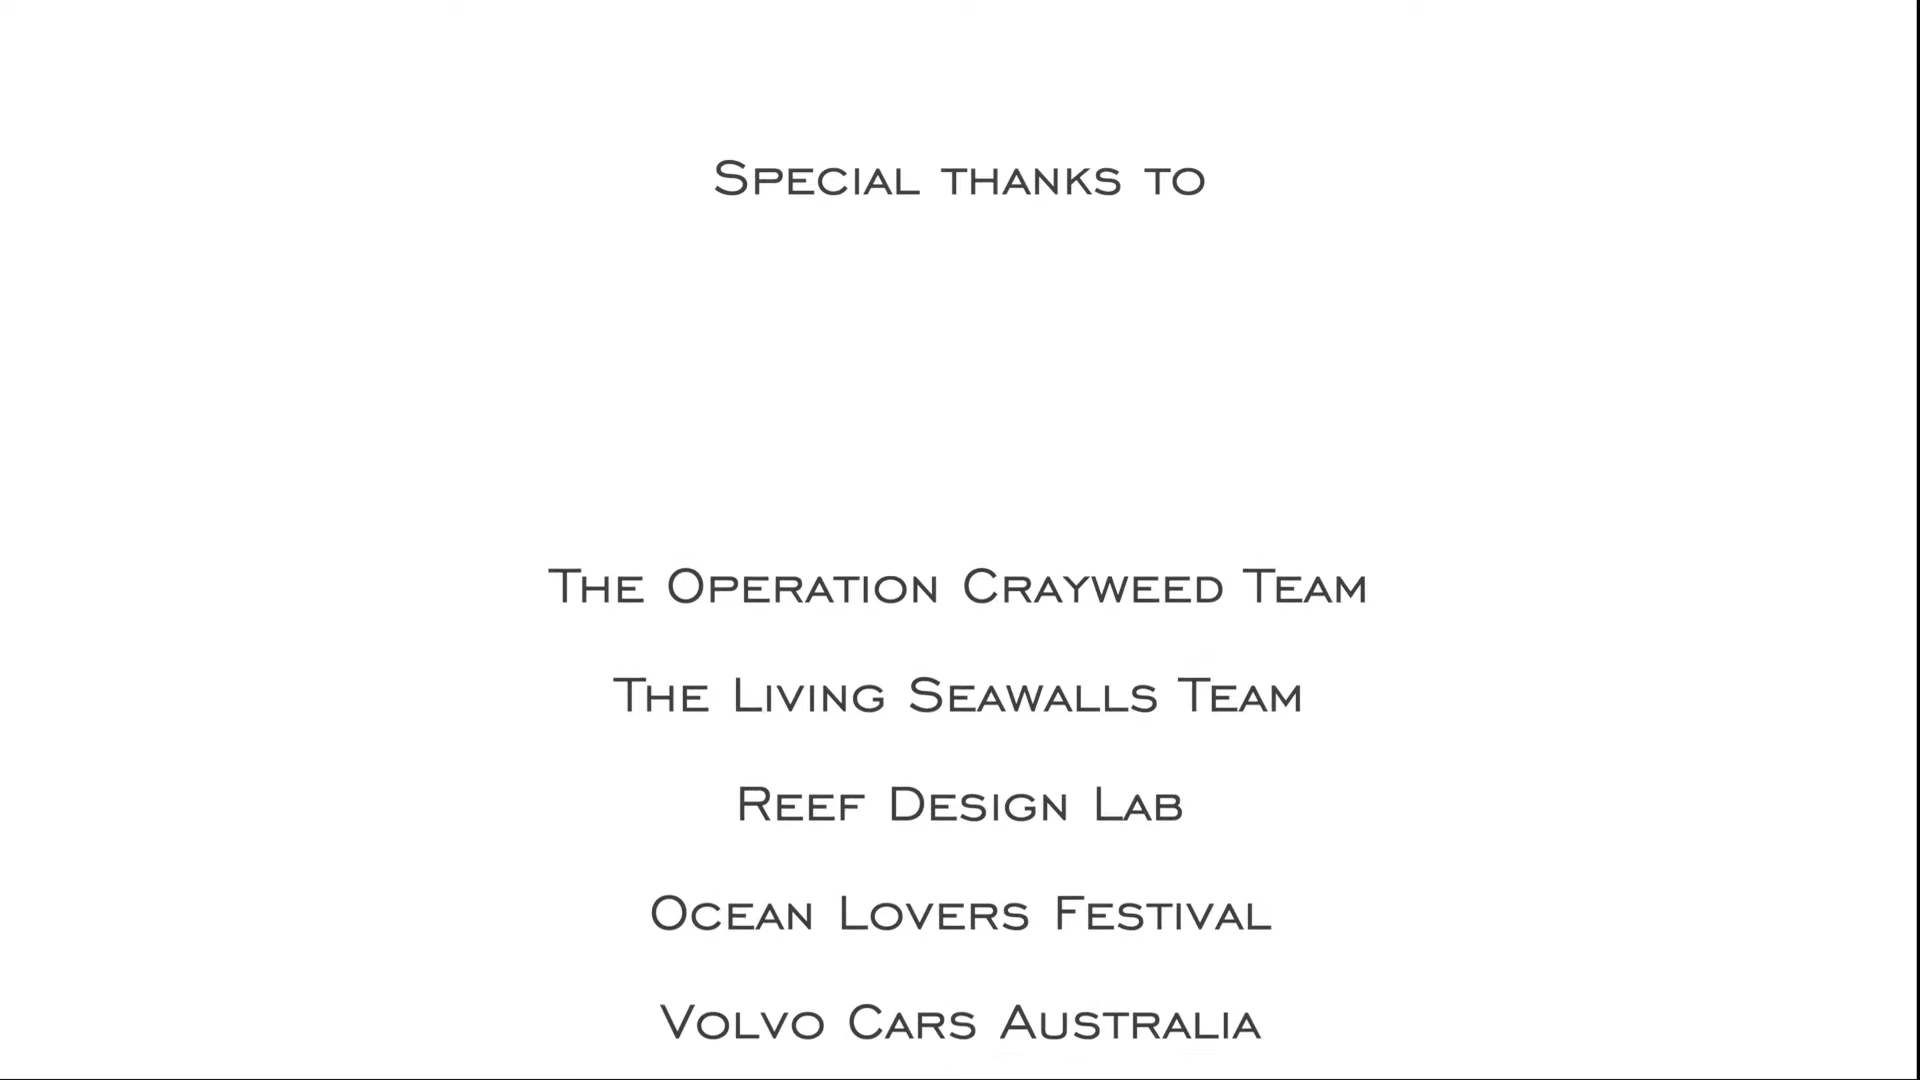 Special thanks to
The Operation Crayweed Team
The Living Seawalls Team
Reef Design Lab
Ocean Lovers Festival
Volvo Cars Australia